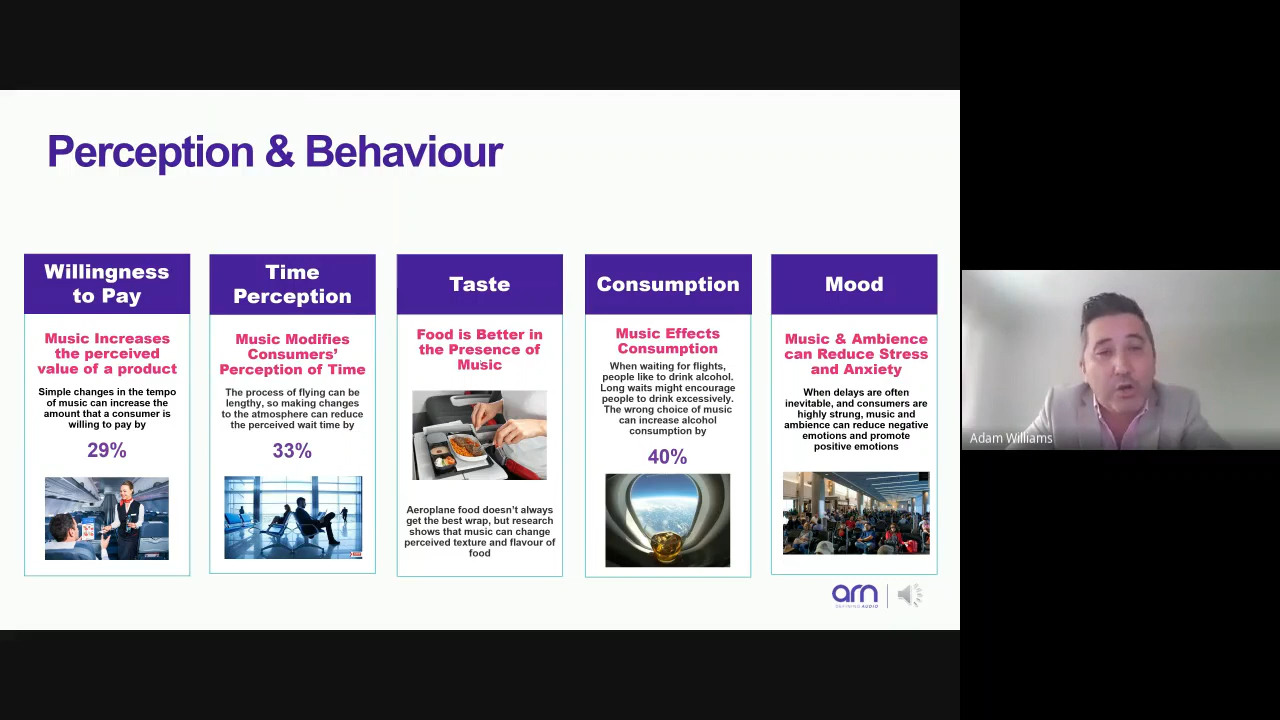 Perception & Behaviour
Willingness
to Pay
Music Increases
the perceived
value of a product
Simple changes in the tempo
of music can increase the
amount that a consumer is
willing to pay by
29%
Time
Perception
Music Modifies
Consumers'
Perception of Time
The process of flying can be
lengthy, so making changes
to the atmosphere can reduce
the perceived wait time by
33%
Taste
Food is Better in
the Presence of
Music
Aeroplane food doesn't always
get the best wrap, but research
shows that music can change
perceived texture and flavour of
food
Consumption
Music Effects
Consumption
When waiting for flights,
people like to drink alcohol.
Long waits might encourage
people to drink excessively.
The wrong choice of music
can increase alcohol
consumption by
40%
Mood
Music & Ambience
can Reduce Stress
and Anxiety
When delays are often
inevitable, and consumers are
highly strung, music and
ambience can reduce negative
emotions and promote
positive emotions
arn
DEFINING AUDIO
Adam Williams